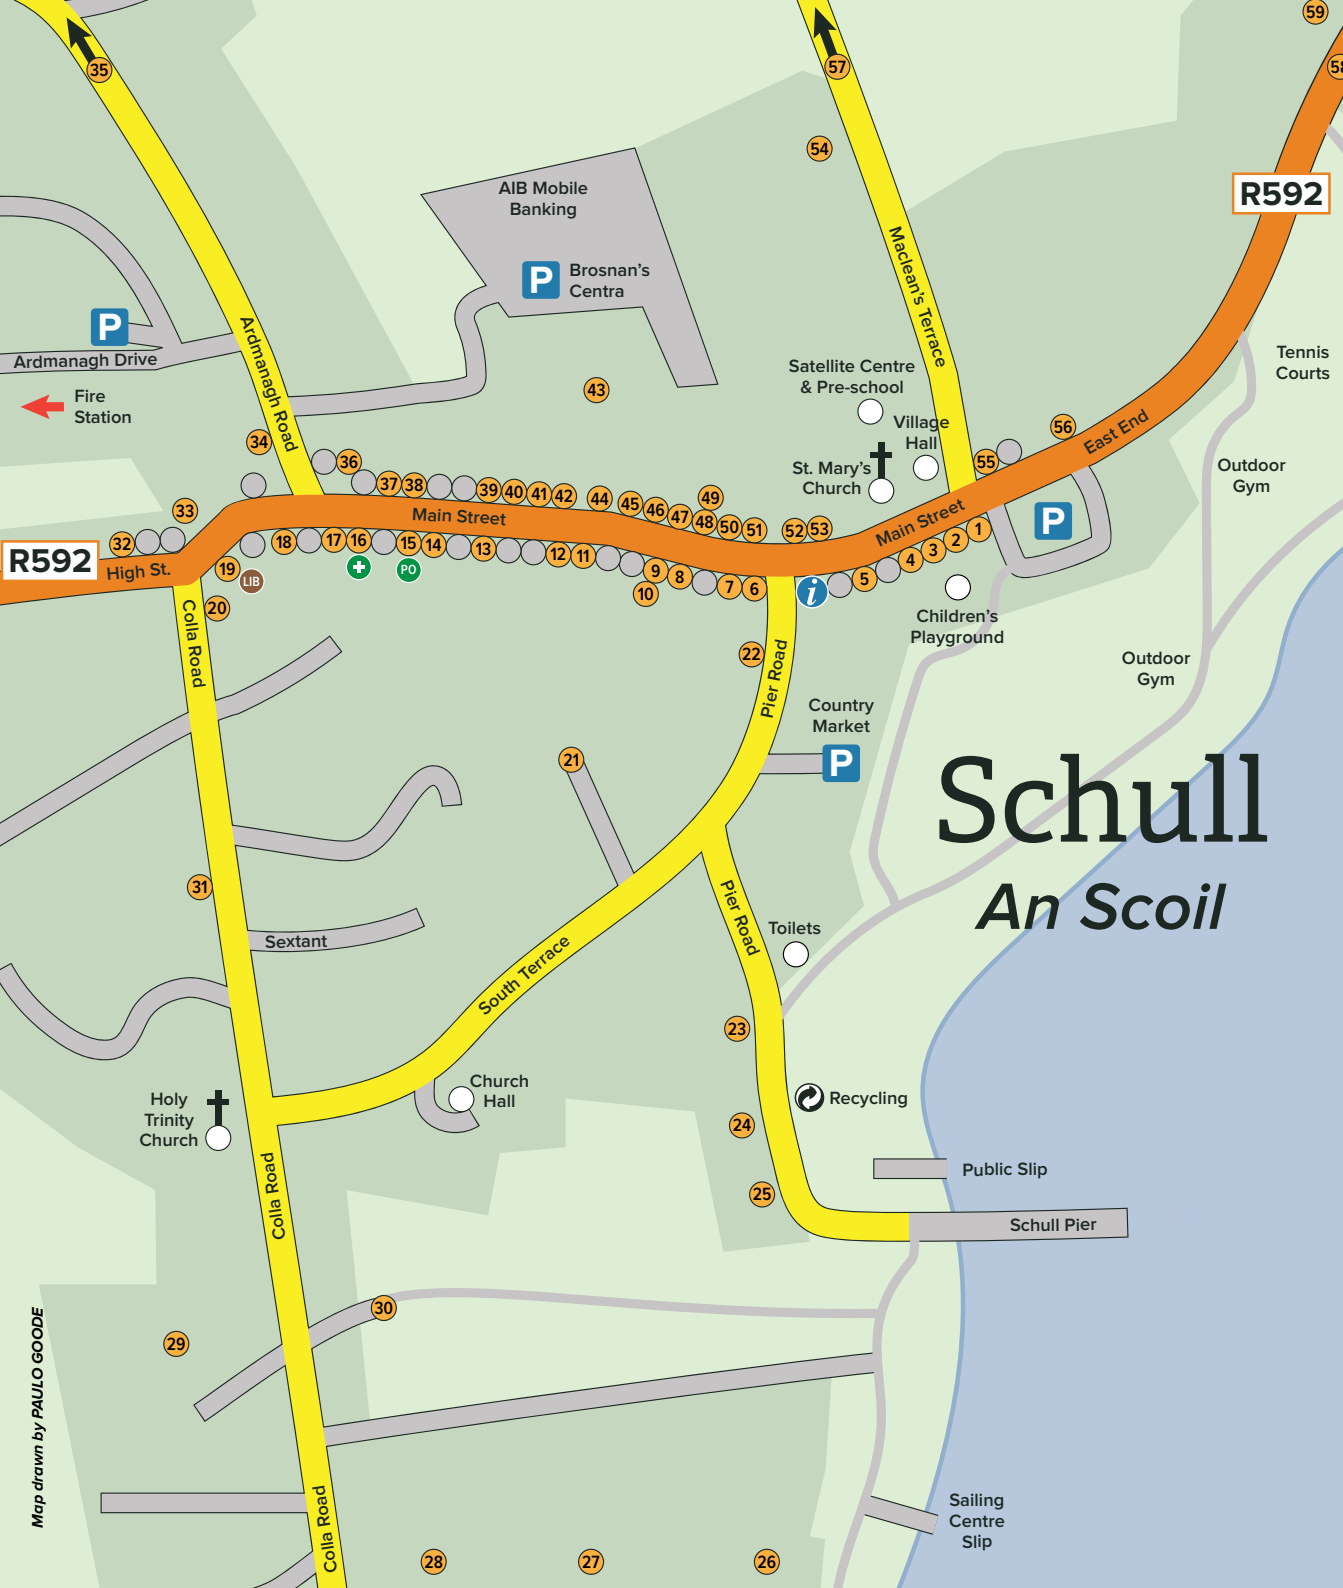 59
58
35
57
54
R592
AIB Mobile
Banking
P
Brosnan's
Centra
Maclean's Terrace
P
Ardmanagh Drive
Ardmanagh Road
Fire
Station
43
Satellite Centre
& Pre-school
Tennis
Courts
Village
Hall
St. Mary's
Church
56
East End
55
Outdoor
Gym
34
36
37
38
39
40
41
42
44
45
46
47
48
49
50
51
52
53
Main Street
Main Street
P
33
32
R592
High St.
19
LIB
20
18
17
16
15
PO
14
13
12
11
10
9
8
7
6
i
5
4
3
2
1
Children's
Playground
Colla Road
22
Pier Road
Outdoor
Gym
Country
Market
P
21
Schull
An Scoil
31
Sextant
Pier Road
Toilets
South Terrace
23
Holy
Trinity
Church
Church
Hall
Recycling
24
Colla Road
25
Public Slip
Schull Pier
30
29
Map drawn by PAULO GOODE
Colla Road
Sailing
Centre
Slip
28
27
26